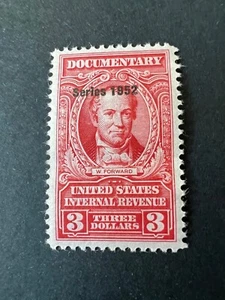 DOCUMENTARY
Series 1952
W. FORWARD
UNITED STATES
INTERNAL REVENUE
3 THREE DOLLARS 3